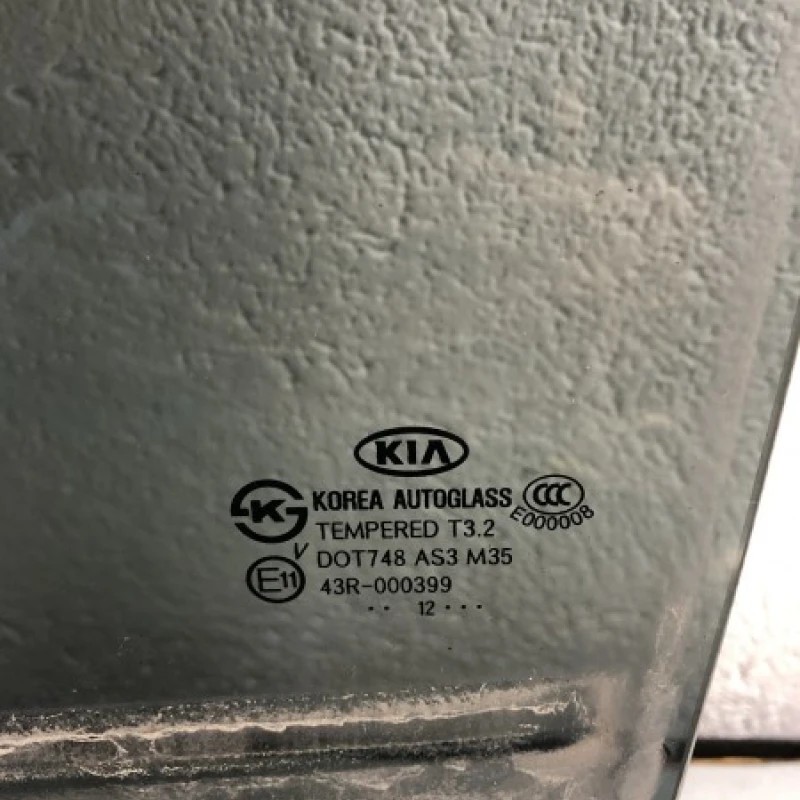 KIA
KOREA AUTOGLASS
CCC
E000008
K
TEMPERED T3.2
V
DOT748 AS3 M35
E11
43R-000399
·· 12 ···